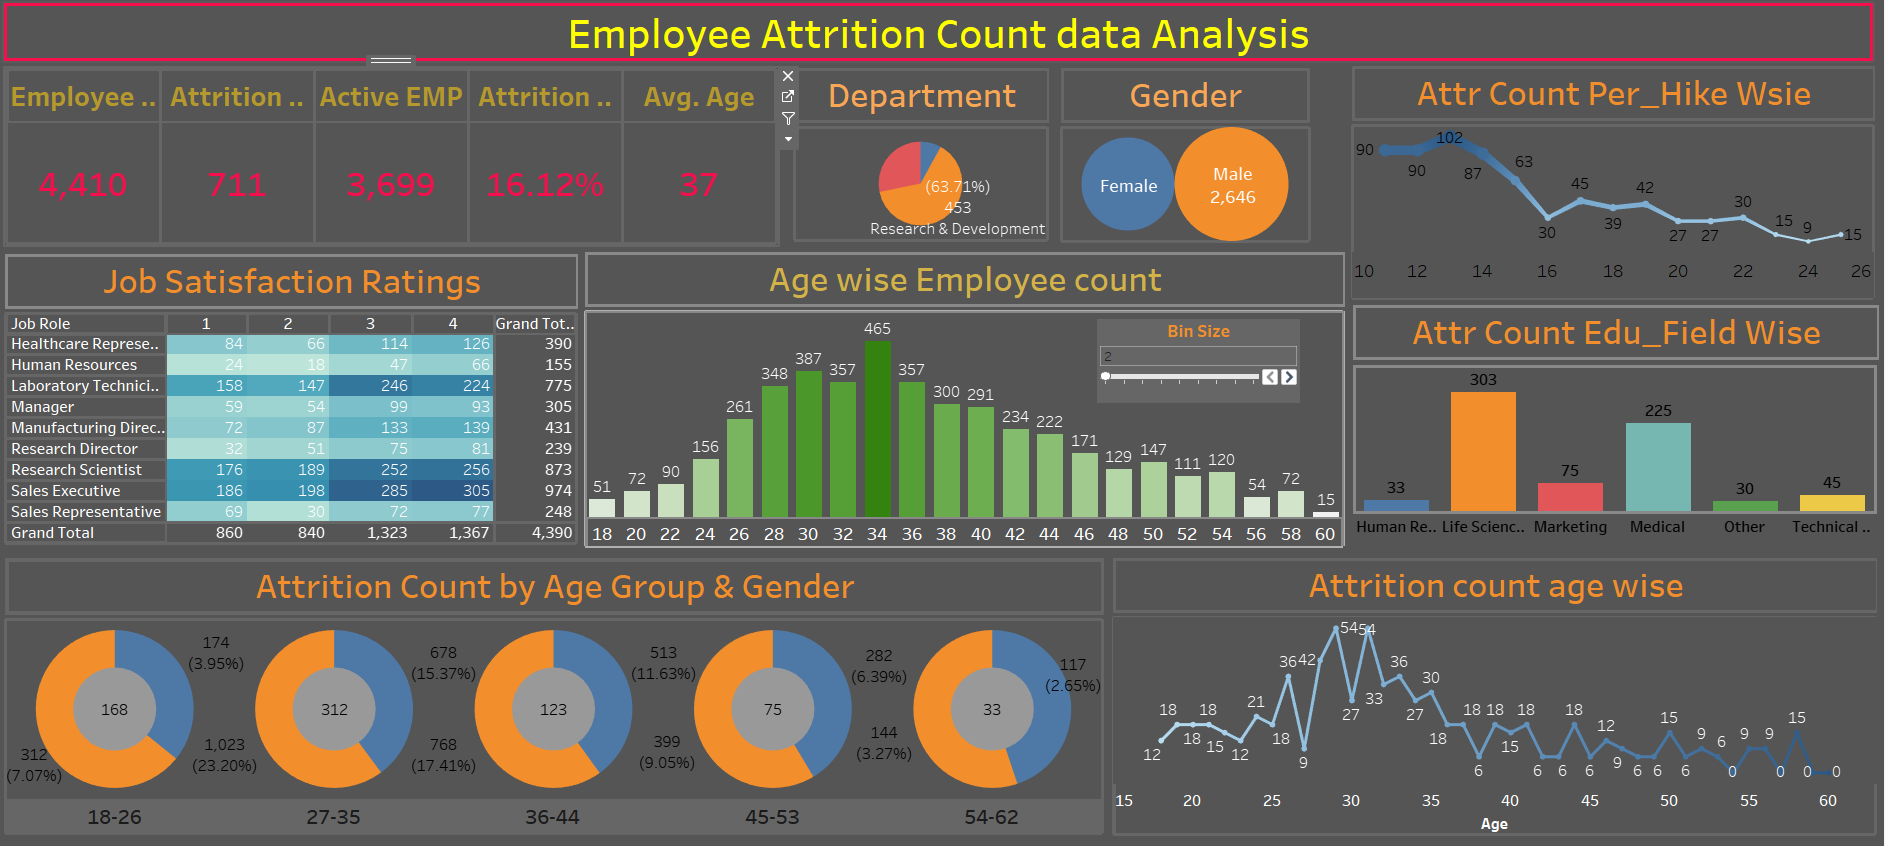 Employee Attrition Count data Analysis
Employee ..
Attrition ..
Active EMP
Attrition ..
Avg. Age
4,410
711
3,699
16.12%
37
Department
(63.71%)
453
Research & Development
Gender
Female
Male
2,646
Attr Count Per_Hike Wsie
90
90
102
87
63
30
45
39
42
27
27
30
15
9
15
10 12 14 16 18 20 22 24 26
Job Satisfaction Ratings
Job Role 1 2 3 4 Grand Tot..
Healthcare Represe.. 84 66 114 126 390
Human Resources 24 18 47 66 155
Laboratory Technici.. 158 147 246 224 775
Manager 59 54 99 93 305
Manufacturing Direc.. 72 87 133 139 431
Research Director 32 51 75 81 239
Research Scientist 176 189 252 256 873
Sales Executive 186 198 285 305 974
Sales Representative 69 30 72 77 248
Grand Total 860 840 1,323 1,367 4,390
Age wise Employee count
Bin Size
2
51 72 90 156 261 348 387 357 465 357 300 291 234 222 171 129 147 111 120 54 72 15
18 20 22 24 26 28 30 32 34 36 38 40 42 44 46 48 50 52 54 56 58 60
Attr Count Edu_Field Wise
33 303 75 225 30 45
Human Re.. Life Scienc.. Marketing Medical Other Technical ..
Attrition Count by Age Group & Gender
174
(3.95%)
168
312
(7.07%)
18-26
678
(15.37%)
312
1,023
(23.20%)
27-35
513
(11.63%)
123
768
(17.41%)
36-44
282
(6.39%)
75
399
(9.05%)
45-53
117
(2.65%)
33
144
(3.27%)
54-62
Attrition count age wise
12 18 18 18 15 12 21 18 36 9 42 54 27 54 33 36 27 30 18 18 6 18 15 18 6 6 18 6 12 9 6 6 15 6 9 6 0 9 9 0 15 0 0
15 20 25 30 35 40 45 50 55 60
Age